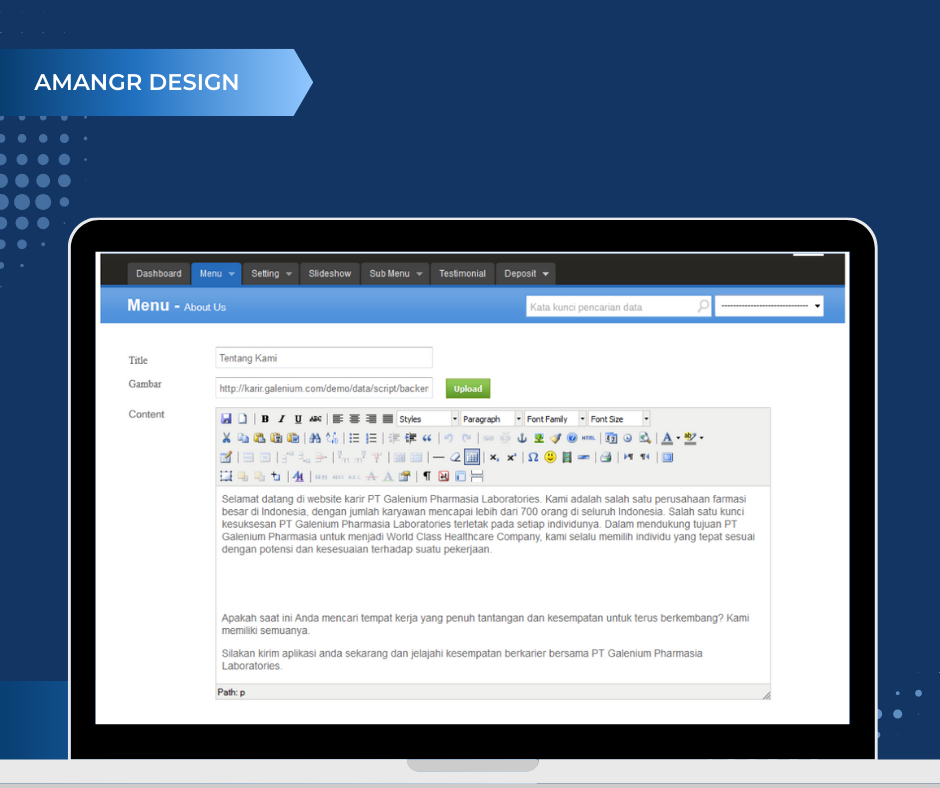 AMANGR DESIGN
Dashboard Menu Setting Slideshow Sub Menu Testimonial Deposit
Menu - About Us
Kata kunci pencarian data
Title
Tentang Kami
Gambar
http://karir.galenium.com/demo/data/script/backer
Upload
Content
B I U ABC Styles Paragraph Font Family Font Size
HTML
Selamat datang di website karir PT Galenium Pharmasia Laboratories. Kami adalah salah satu perusahaan farmasi
besar di Indonesia, dengan jumlah karyawan mencapai lebih dari 700 orang di seluruh Indonesia. Salah satu kunci
kesuksesan PT Galenium Pharmasia Laboratories terletak pada setiap individunya. Dalam mendukung tujuan PT
Galenium Pharmasia untuk menjadi World Class Healthcare Company, kami selalu memilih individu yang tepat sesuai
dengan potensi dan kesesuaian terhadap suatu pekerjaan.
Apakah saat ini Anda mencari tempat kerja yang penuh tantangan dan kesempatan untuk terus berkembang? Kami
memiliki semuanya.
Silakan kirim aplikasi anda sekarang dan jelajahi kesempatan berkarier bersama PT Galenium Pharmasia
Laboratories.
Path: p